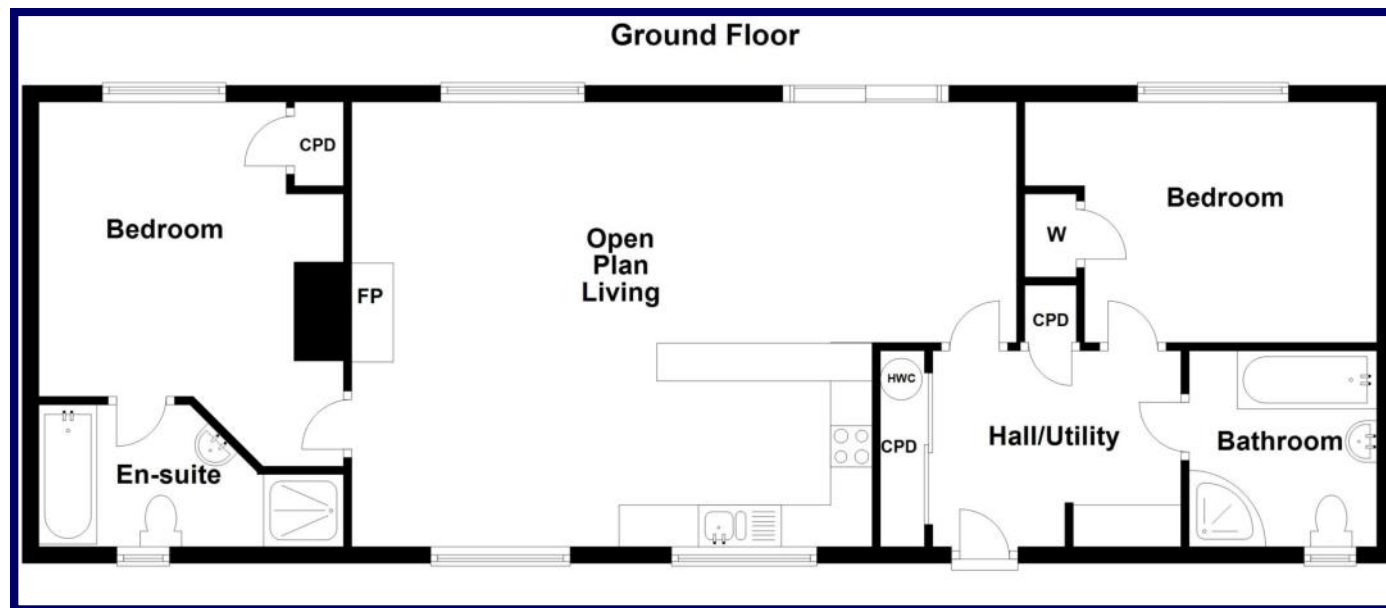 Ground Floor
CPD
Bedroom
FP
En-suite
Open
Plan
Living
Bedroom
W
CPD
HWC
CPD
Hall/Utility
Bathroom